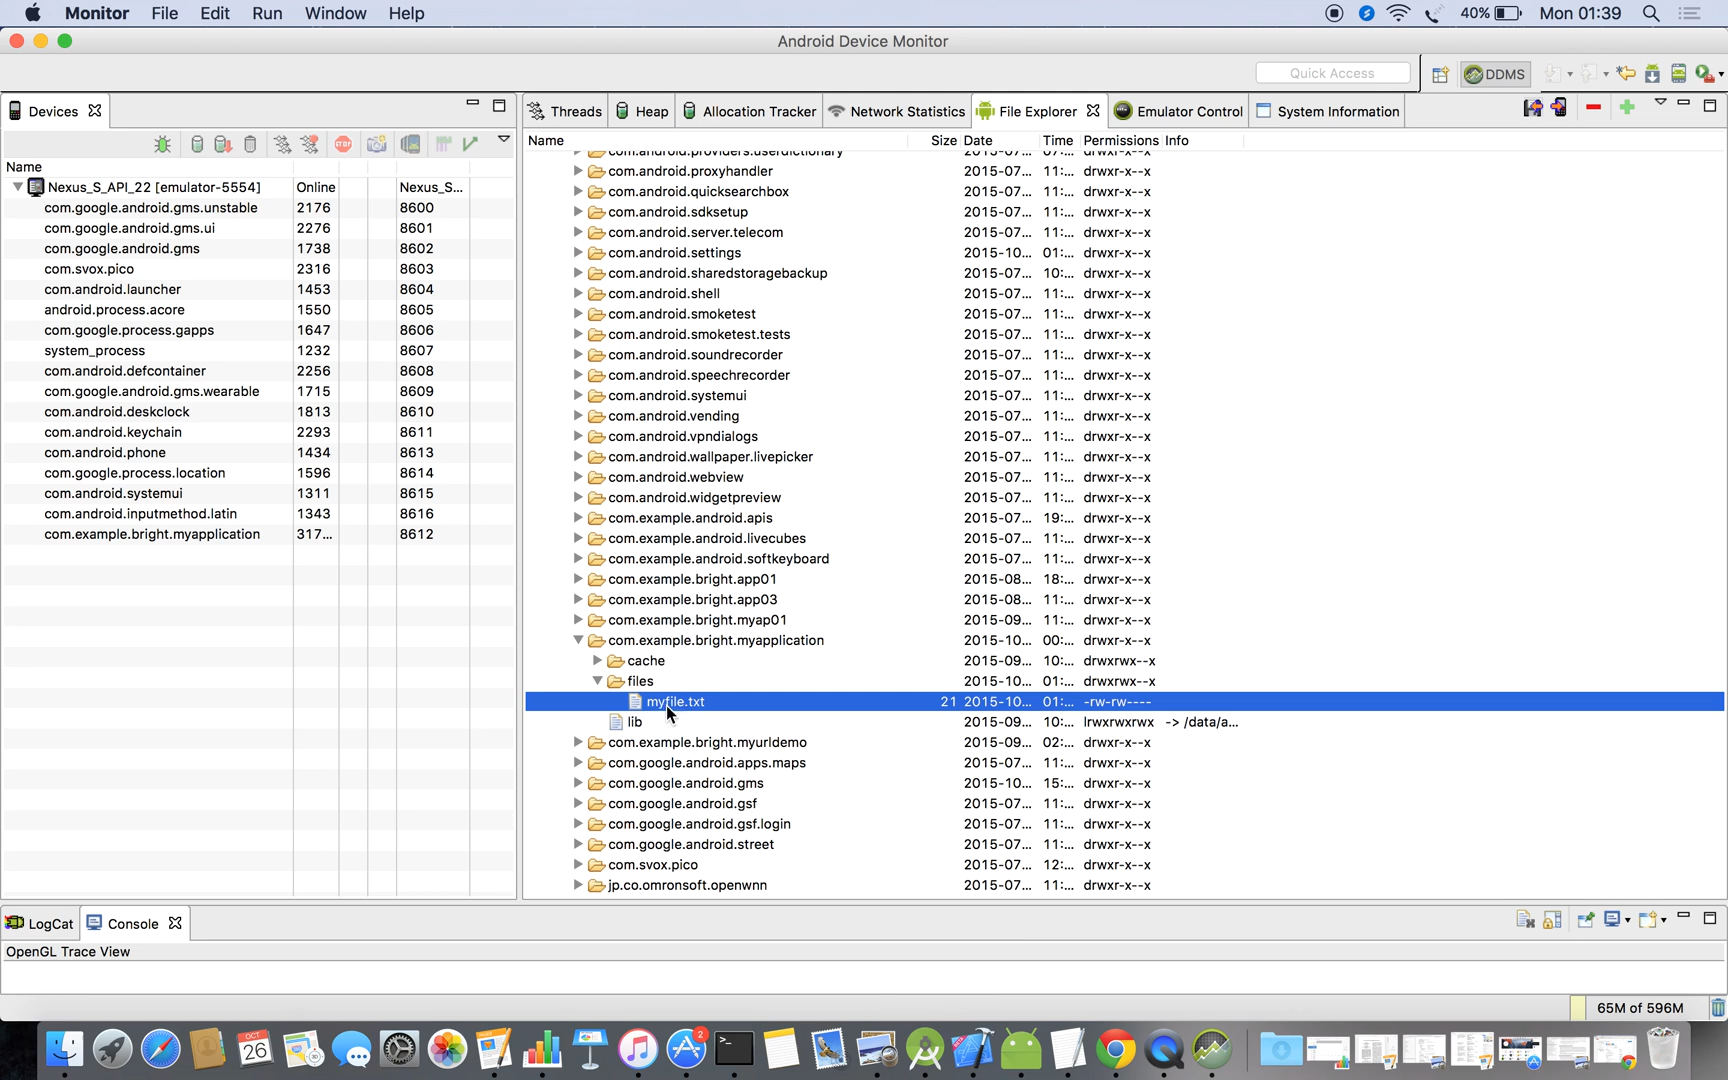 Monitor File Edit Run Window Help 40% Mon 01:39
Android Device Monitor
Quick Access DDMS
Devices
Name
Nexus_S_API_22 [emulator-5554] Online Nexus_S...
com.google.android.gms.unstable 2176 8600
com.google.android.gms.ui 2276 8601
com.google.android.gms 1738 8602
com.svox.pico 2316 8603
com.android.launcher 1453 8604
android.process.acore 1550 8605
com.google.process.gapps 1647 8606
system_process 1232 8607
com.android.defcontainer 2256 8608
com.google.android.gms.wearable 1715 8609
com.android.deskclock 1813 8610
com.android.keychain 2293 8611
com.android.phone 1434 8613
com.google.process.location 1596 8614
com.android.systemui 1311 8615
com.android.inputmethod.latin 1343 8616
com.example.bright.myapplication 317... 8612
Threads Heap Allocation Tracker Network Statistics File Explorer Emulator Control System Information
Name Size Date Time Permissions Info
com.android.providers.userdictionary 2015-07... 07:... drwxr-x--x
com.android.proxyhandler 2015-07... 11:... drwxr-x--x
com.android.quicksearchbox 2015-07... 11:... drwxr-x--x
com.android.sdksetup 2015-07... 11:... drwxr-x--x
com.android.server.telecom 2015-07... 11:... drwxr-x--x
com.android.settings 2015-10... 01:... drwxr-x--x
com.android.sharedstoragebackup 2015-07... 10:... drwxr-x--x
com.android.shell 2015-07... 11:... drwxr-x--x
com.android.smoketest 2015-07... 11:... drwxr-x--x
com.android.smoketest.tests 2015-07... 11:... drwxr-x--x
com.android.soundrecorder 2015-07... 11:... drwxr-x--x
com.android.speechrecorder 2015-07... 11:... drwxr-x--x
com.android.systemui 2015-07... 11:... drwxr-x--x
com.android.vending 2015-07... 11:... drwxr-x--x
com.android.vpndialogs 2015-07... 11:... drwxr-x--x
com.android.wallpaper.livepicker 2015-07... 11:... drwxr-x--x
com.android.webview 2015-07... 11:... drwxr-x--x
com.android.widgetpreview 2015-07... 11:... drwxr-x--x
com.example.android.apis 2015-07... 19:... drwxr-x--x
com.example.android.livecubes 2015-07... 11:... drwxr-x--x
com.example.android.softkeyboard 2015-07... 11:... drwxr-x--x
com.example.bright.app01 2015-08... 18:... drwxr-x--x
com.example.bright.app03 2015-08... 11:... drwxr-x--x
com.example.bright.myap01 2015-09... 11:... drwxr-x--x
com.example.bright.myapplication 2015-10... 00:... drwxr-x--x
cache 2015-09... 10:... drwxrwx--x
files 2015-10... 01:... drwxrwx--x
myfile.txt 21 2015-10... 01:... -rw-rw----
lib 2015-09... 10:... lrwxrwxrwx -> /data/a...
com.example.bright.myurldemo 2015-09... 02:... drwxr-x--x
com.google.android.apps.maps 2015-07... 11:... drwxr-x--x
com.google.android.gms 2015-10... 15:... drwxr-x--x
com.google.android.gsf 2015-07... 11:... drwxr-x--x
com.google.android.gsf.login 2015-07... 11:... drwxr-x--x
com.google.android.street 2015-07... 11:... drwxr-x--x
com.svox.pico 2015-07... 12:... drwxr-x--x
jp.co.omronsoft.openwnn 2015-07... 11:... drwxr-x--x
LogCat Console
OpenGL Trace View
65M of 596M
OCT
26
2